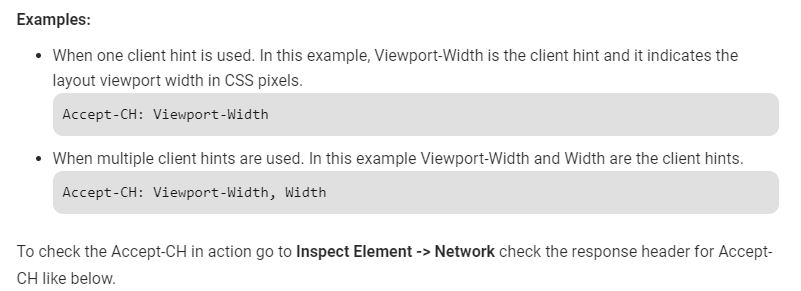 Examples:
• When one client hint is used. In this example, Viewport-Width is the client hint and it indicates the
layout viewport width in CSS pixels.
Accept-CH: Viewport-Width
• When multiple client hints are used. In this example Viewport-Width and Width are the client hints.
Accept-CH: Viewport-Width, Width
To check the Accept-CH in action go to Inspect Element -> Network check the response header for Accept-
CH like below.